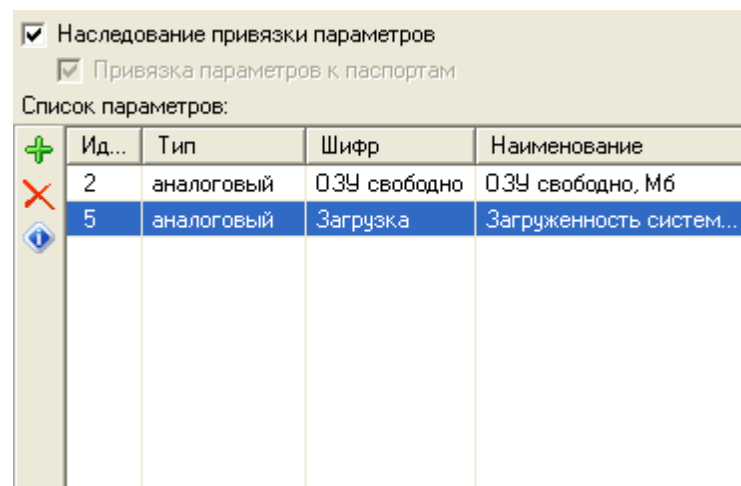 Наследование привязки параметров
Привязка параметров к паспортам
Список параметров:
Ид... Тип Шифр Наименование
2 аналоговый ОЗУ свободно ОЗУ свободно, Мб
5 аналоговый Загрузка Загруженность систем...